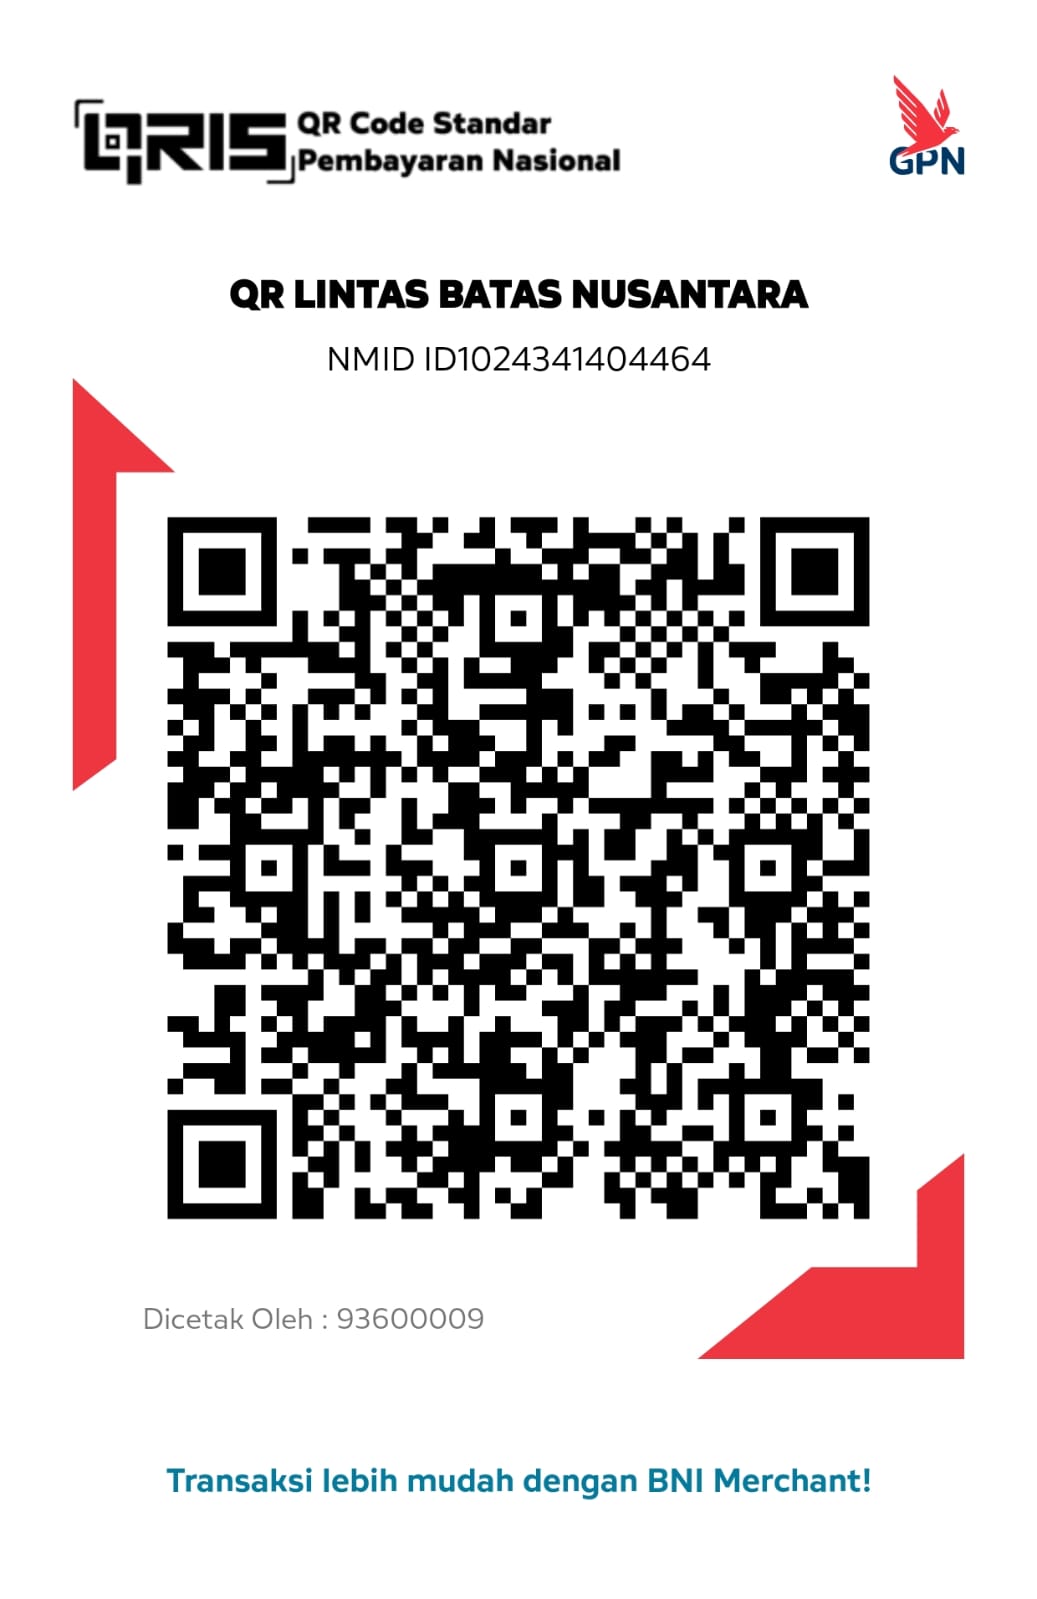 QRIS QR Code Standar
Pembayaran Nasional
GPN
QR LINTAS BATAS NUSANTARA
NMID ID1024341404464
Dicetak Oleh : 93600009
Transaksi lebih mudah dengan BNI Merchant!